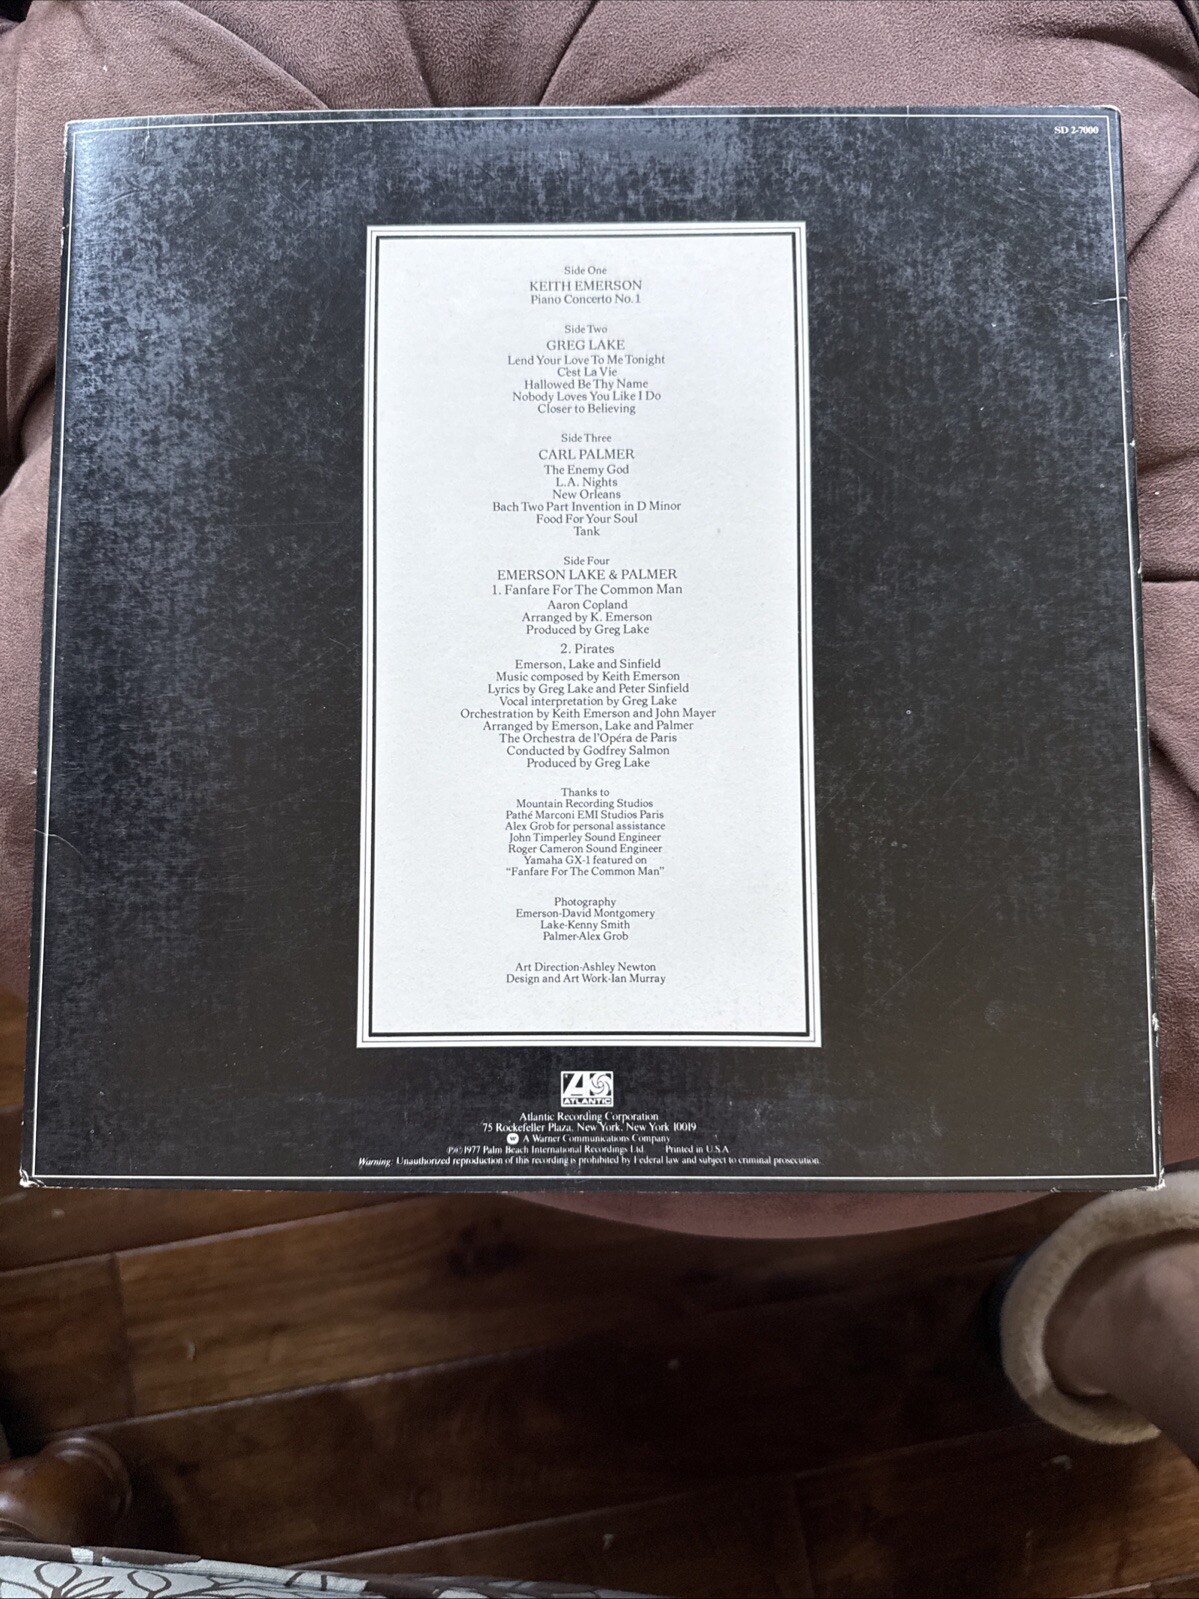 SD 2-7000
Side One
KEITH EMERSON
Piano Concerto No. 1
Side Two
GREG LAKE
Lend Your Love To Me Tonight
C'est La Vie
Hallowed Be Thy Name
Nobody Loves You Like I Do
Closer to Believing
Side Three
CARL PALMER
The Enemy God
L.A. Nights
New Orleans
Bach Two Part Invention in D Minor
Food For Your Soul
Tank
Side Four
EMERSON LAKE & PALMER
1. Fanfare For The Common Man
Aaron Copland
Arranged by K. Emerson
Produced by Greg Lake
2. Pirates
Emerson, Lake and Sinfield
Music composed by Keith Emerson
Lyrics by Greg Lake and Peter Sinfield
Vocal interpretation by Greg Lake
Orchestration by Keith Emerson and John Mayer
Arranged by Emerson, Lake and Palmer
The Orchestra de l'Opéra de Paris
Conducted by Godfrey Salmon
Produced by Greg Lake
Thanks to
Mountain Recording Studios
Pathé Marconi EMI Studios Paris
Alex Grob for personal assistance
John Timperley Sound Engineer
Roger Cameron Sound Engineer
Yamaha GX-1 featured on
"Fanfare For The Common Man"
Photography
Emerson-David Montgomery
Lake-Kenny Smith
Palmer-Alex Grob
Art Direction-Ashley Newton
Design and Art Work-Ian Murray
ATLANTIC
Atlantic Recording Corporation
75 Rockefeller Plaza, New York, New York 10019
A Warner Communications Company
℗©1977 Palm Beach International Recordings Ltd. Printed in U.S.A.
Warning: Unauthorized reproduction of this recording is prohibited by Federal law and subject to criminal prosecution.